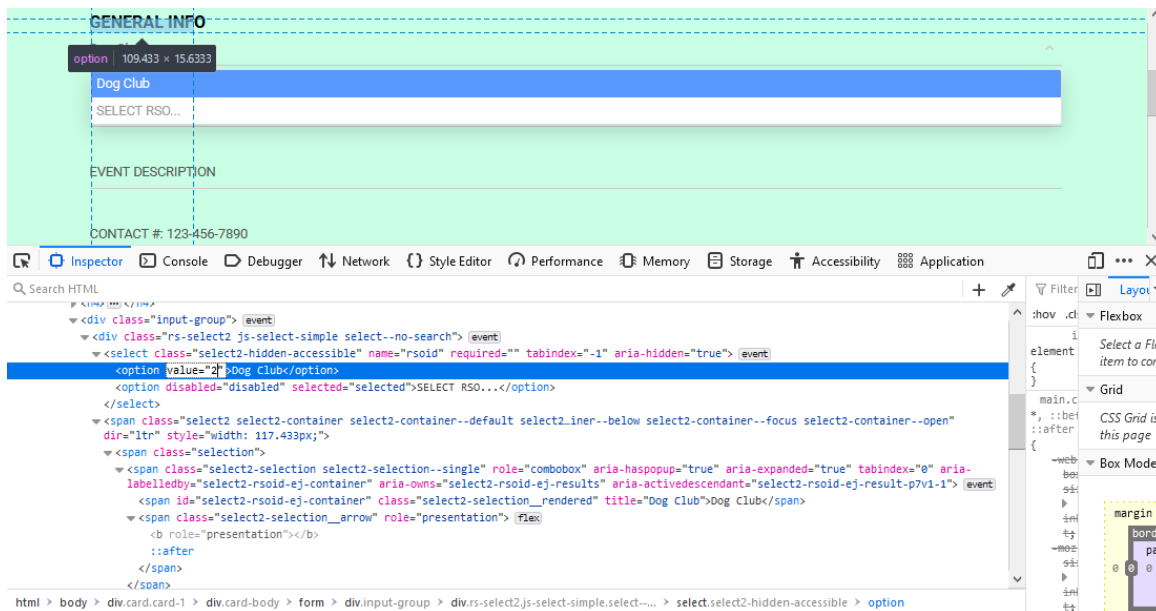 GENERAL INFO
option 109.433 × 15.6333
Dog Club
SELECT RSO...
EVENT DESCRIPTION
CONTACT #: 123-456-7890
Inspector Console Debugger Network {} Style Editor Performance Memory Storage Accessibility Application
Search HTML
<div class="input-group"> event
<div class="rs-select2 js-select-simple select--no-search"> event
<select class="select2-hidden-accessible" name="rsoid" required="" tabindex="-1" aria-hidden="true"> event
<option value="2">Dog Club</option>
<option disabled="disabled" selected="selected">SELECT RSO...</option>
</select>
<span class="select2 select2-container select2-container--default select2…iner--below select2-container--focus select2-container--open"
dir="ltr" style="width: 117.433px;">
<span class="selection">
<span class="select2-selection select2-selection--single" role="combobox" aria-haspopup="true" aria-expanded="true" tabindex="0" aria-
labelledby="select2-rsoid-ej-container" aria-owns="select2-rsoid-ej-results" aria-activedescendant="select2-rsoid-ej-result-p7v1-1"> event
<span id="select2-rsoid-ej-container" class="select2-selection__rendered" title="Dog Club">Dog Club</span>
<span class="select2-selection__arrow" role="presentation"> flex
<b role="presentation"></b>
::after
</span>
</span>
html > body > div.card.card-1 > div.card-body > form > div.input-group > div.rs-select2.js-select-simple.select--... > select.select2-hidden-accessible > option
Filter
:hov .cl
element
{
}
main.c
*, ::bef
::after
{
Layou
Flexbox
Select a Fl
item to con
Grid
CSS Grid is
this page
Box Mode
margin
bord
pa
0 0 0